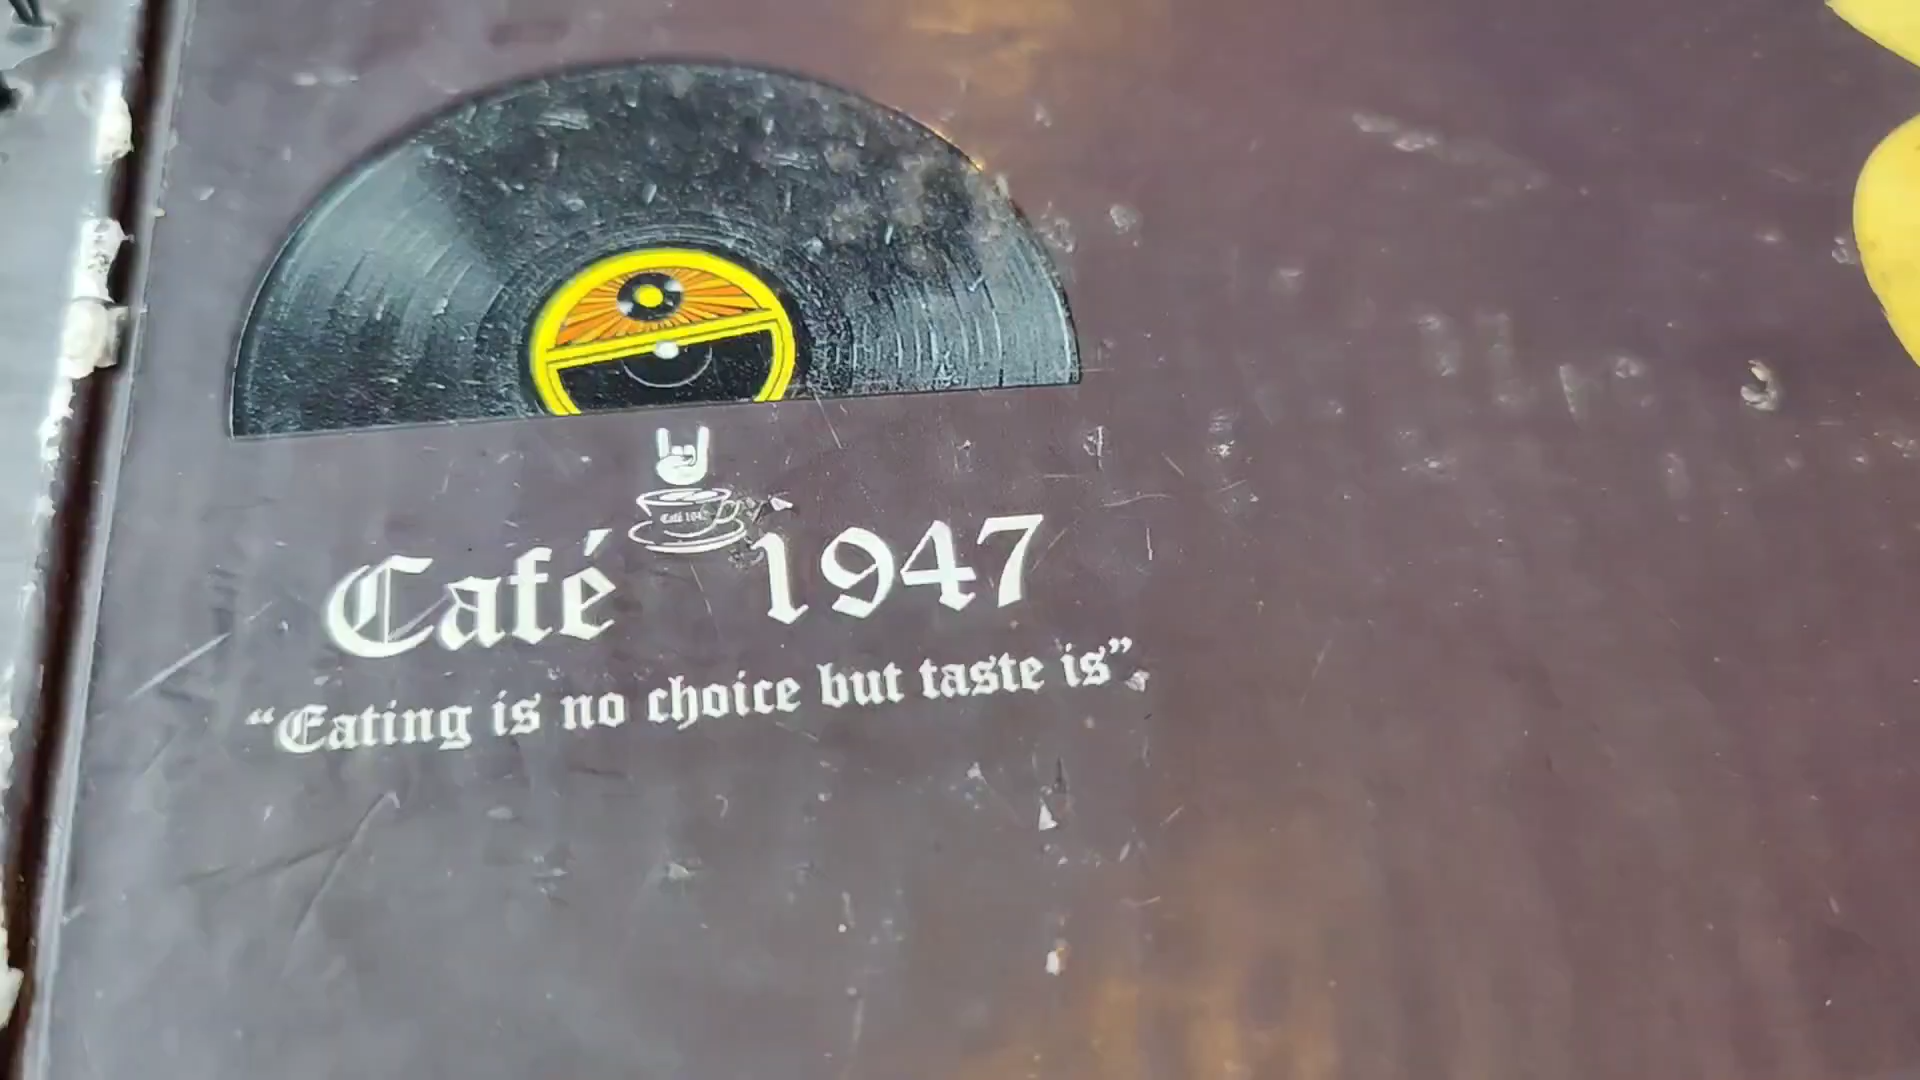 Café 1947
"Eating is no choice but taste is"